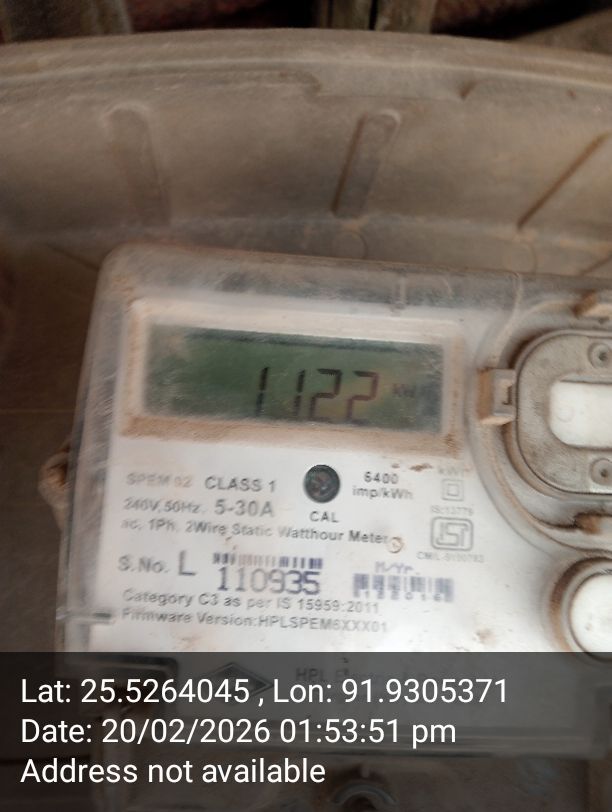 1122
SPEM 02 CLASS 1
6400
imp/kWh
240V,50Hz. 5-30A
CAL
ac, 1Ph. 2Wire Static Watthour Meter
S.No. L 110935
M/Yr.
Category C3 as per IS 15959:2011
Firmware Version:HPLSPEM6XXX01
HPL
Lat: 25.5264045 , Lon: 91.9305371
Date: 20/02/2026 01:53:51 pm
Address not available